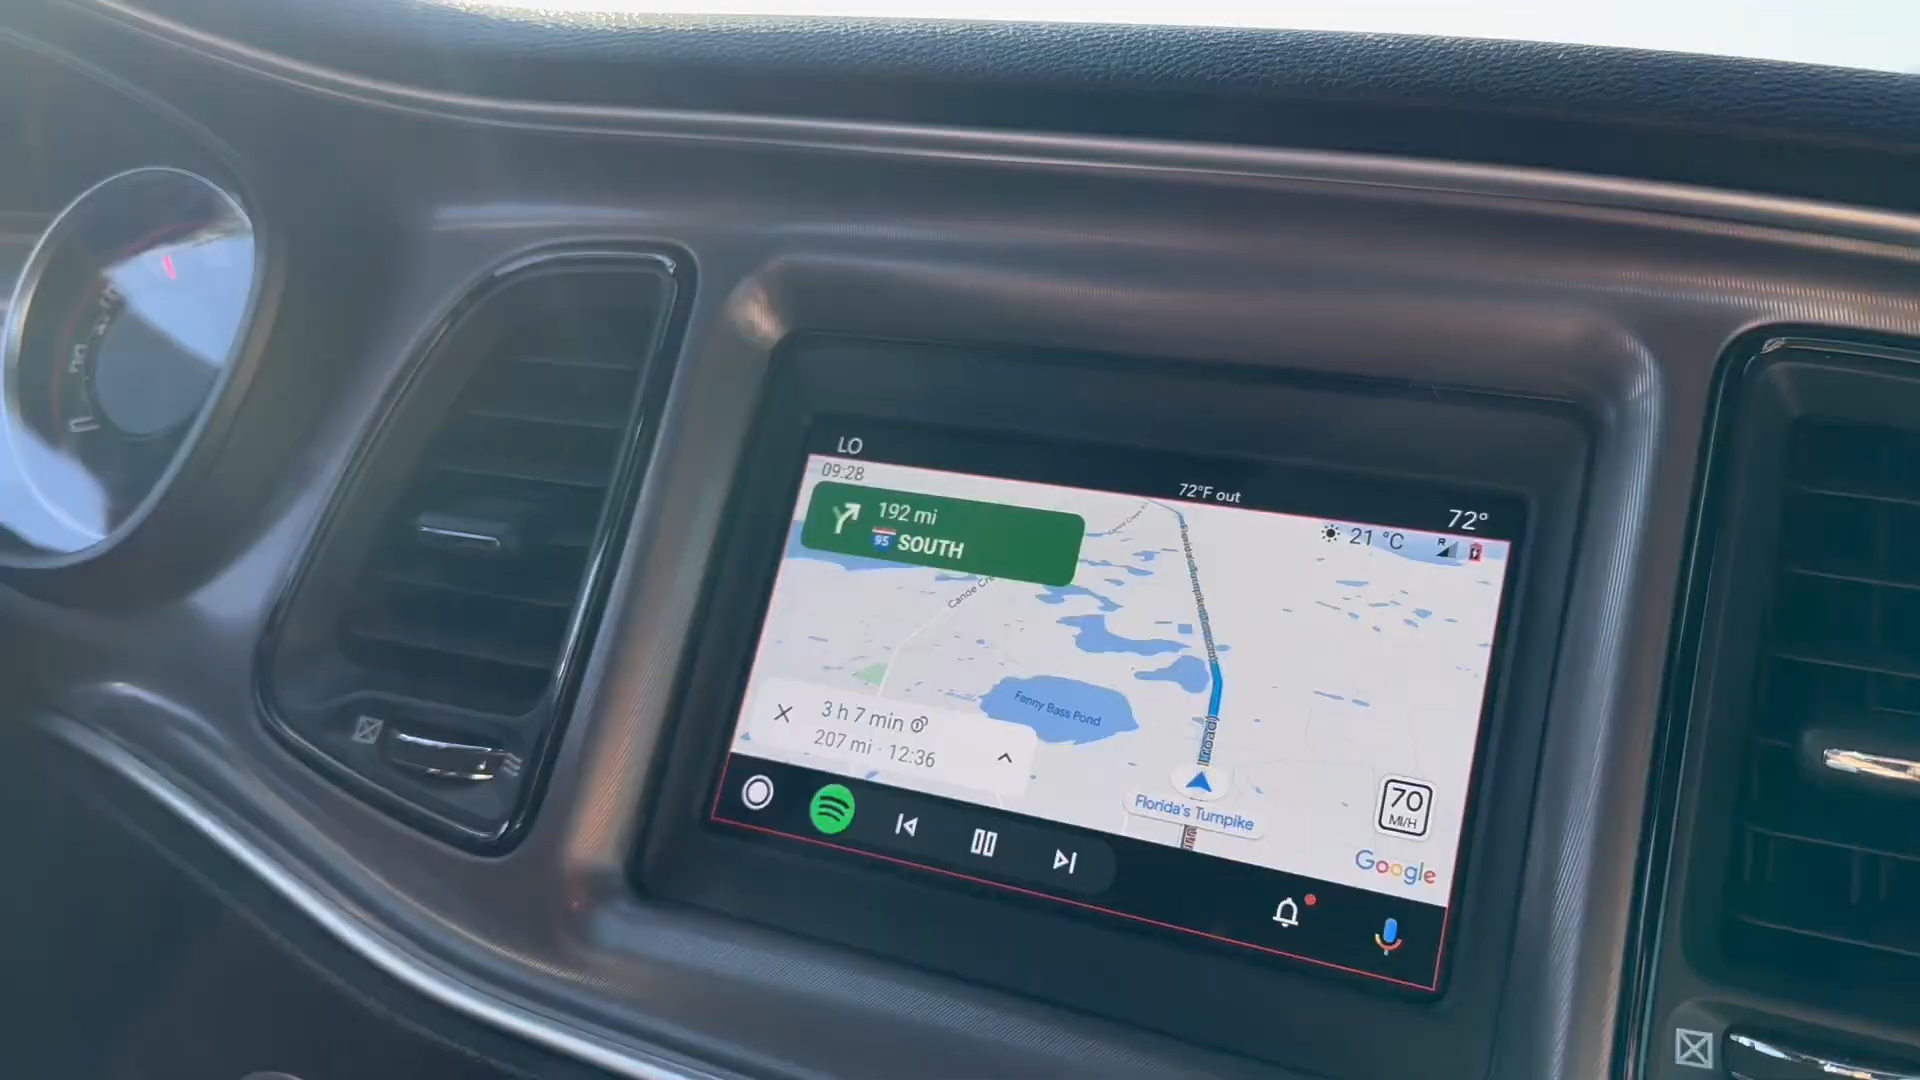 LO
72°F out
72°
09:28
192 mi
95 SOUTH
21 °C
R
Fanny Bass Pond
3 h 7 min
207 mi · 12:36
Florida's Turnpike
70
MI/H
Google